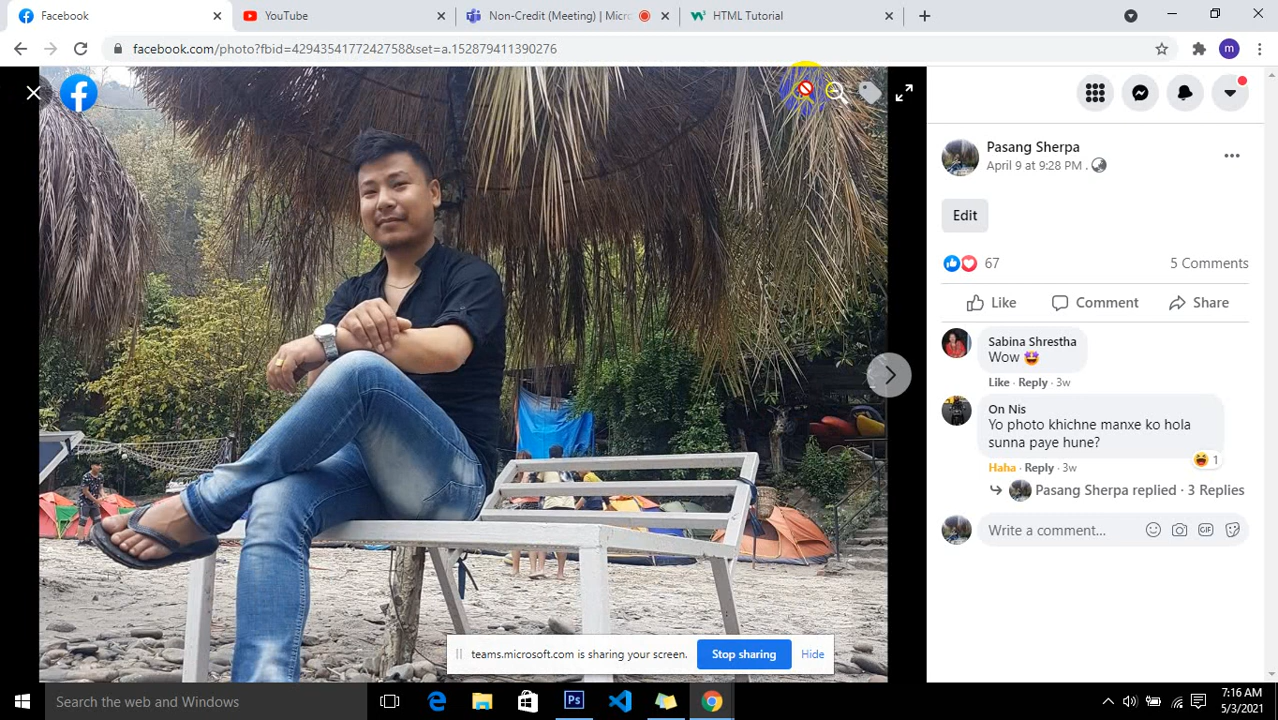 Facebook
YouTube
Non-Credit (Meeting) | Micro
HTML Tutorial
facebook.com/photo?fbid=4294354177242758&set=a.152879411390276
m
Pasang Sherpa
April 9 at 9:28 PM .
Edit
67
5 Comments
Like
Comment
Share
Sabina Shrestha
Wow
Like · Reply · 3w
On Nis
Yo photo khichne manxe ko hola
sunna paye hune?
1
Haha · Reply · 3w
Pasang Sherpa replied · 3 Replies
Write a comment...
GIF
teams.microsoft.com is sharing your screen.
Stop sharing
Hide
Search the web and Windows
Ps
7:16 AM
5/3/2021